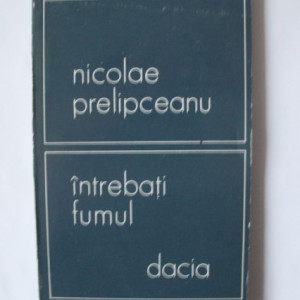 nicolae
prelipceanu
întrebați
fumul
dacia